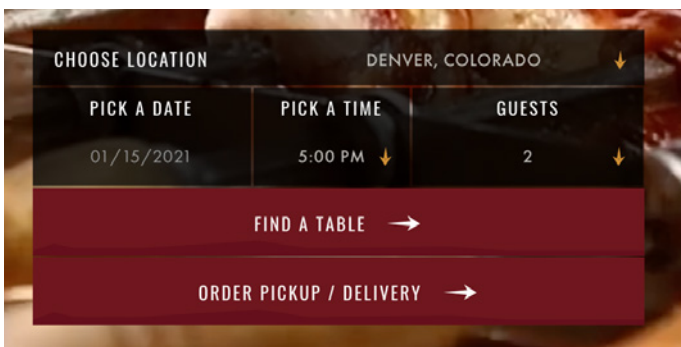 CHOOSE LOCATION DENVER, COLORADO
PICK A DATE PICK A TIME GUESTS
01/15/2021 5:00 PM 2
FIND A TABLE
ORDER PICKUP / DELIVERY